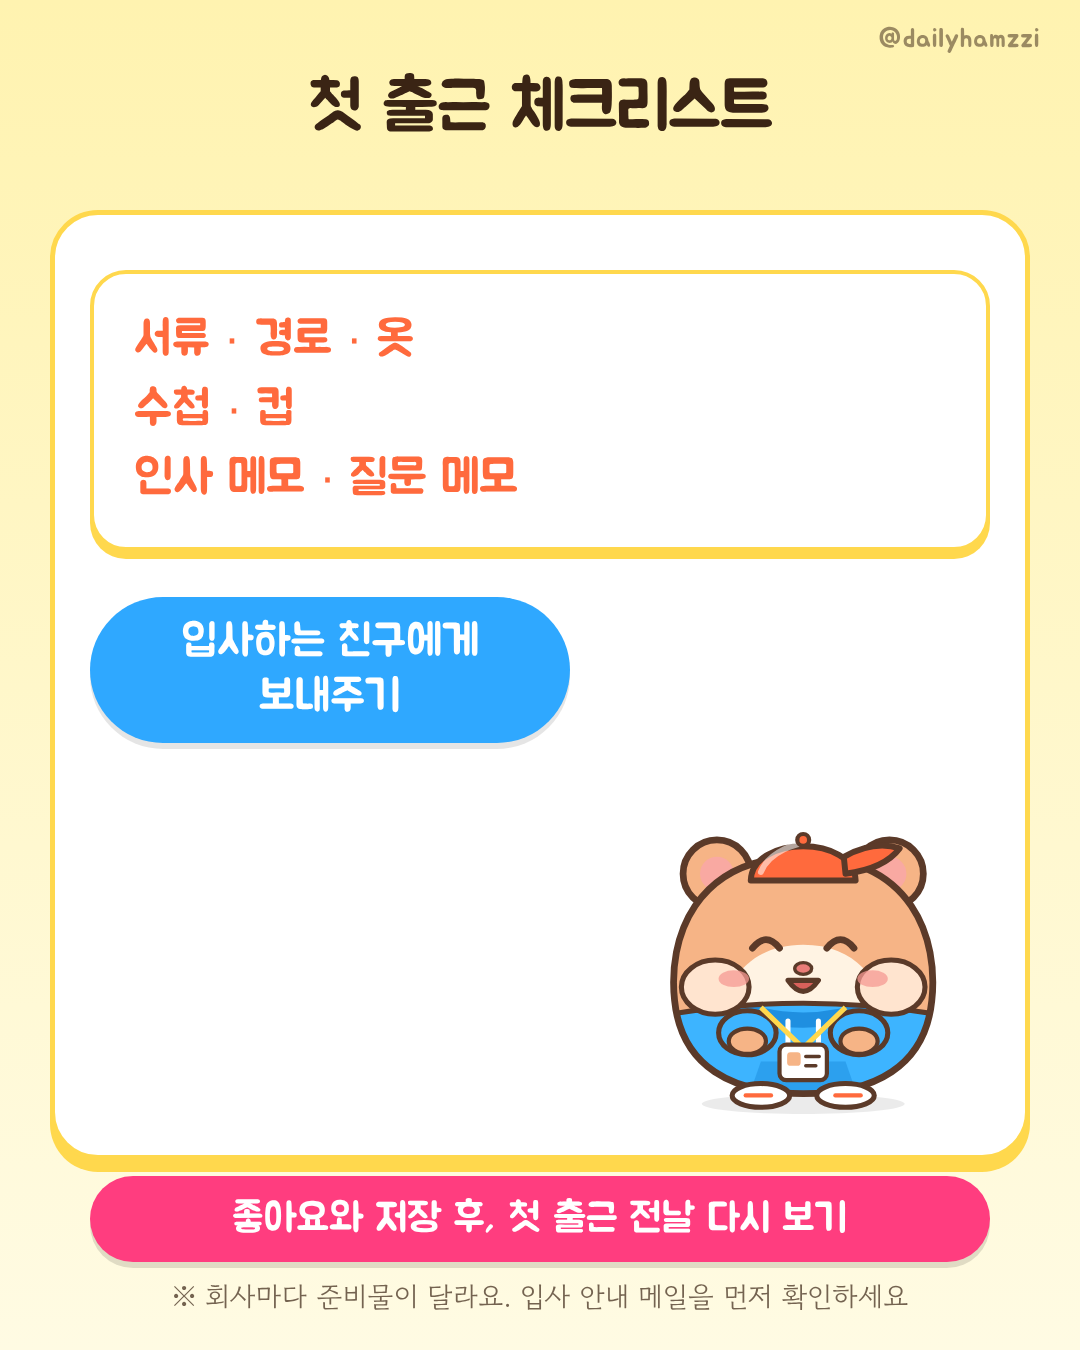 @dailyhamzzi
첫 출근 체크리스트
서류 · 경로 · 옷
수첩 · 컵
인사 메모 · 질문 메모
입사하는 친구에게
보내주기
좋아요와 저장 후, 첫 출근 전날 다시 보기
※ 회사마다 준비물이 달라요. 입사 안내 메일을 먼저 확인하세요